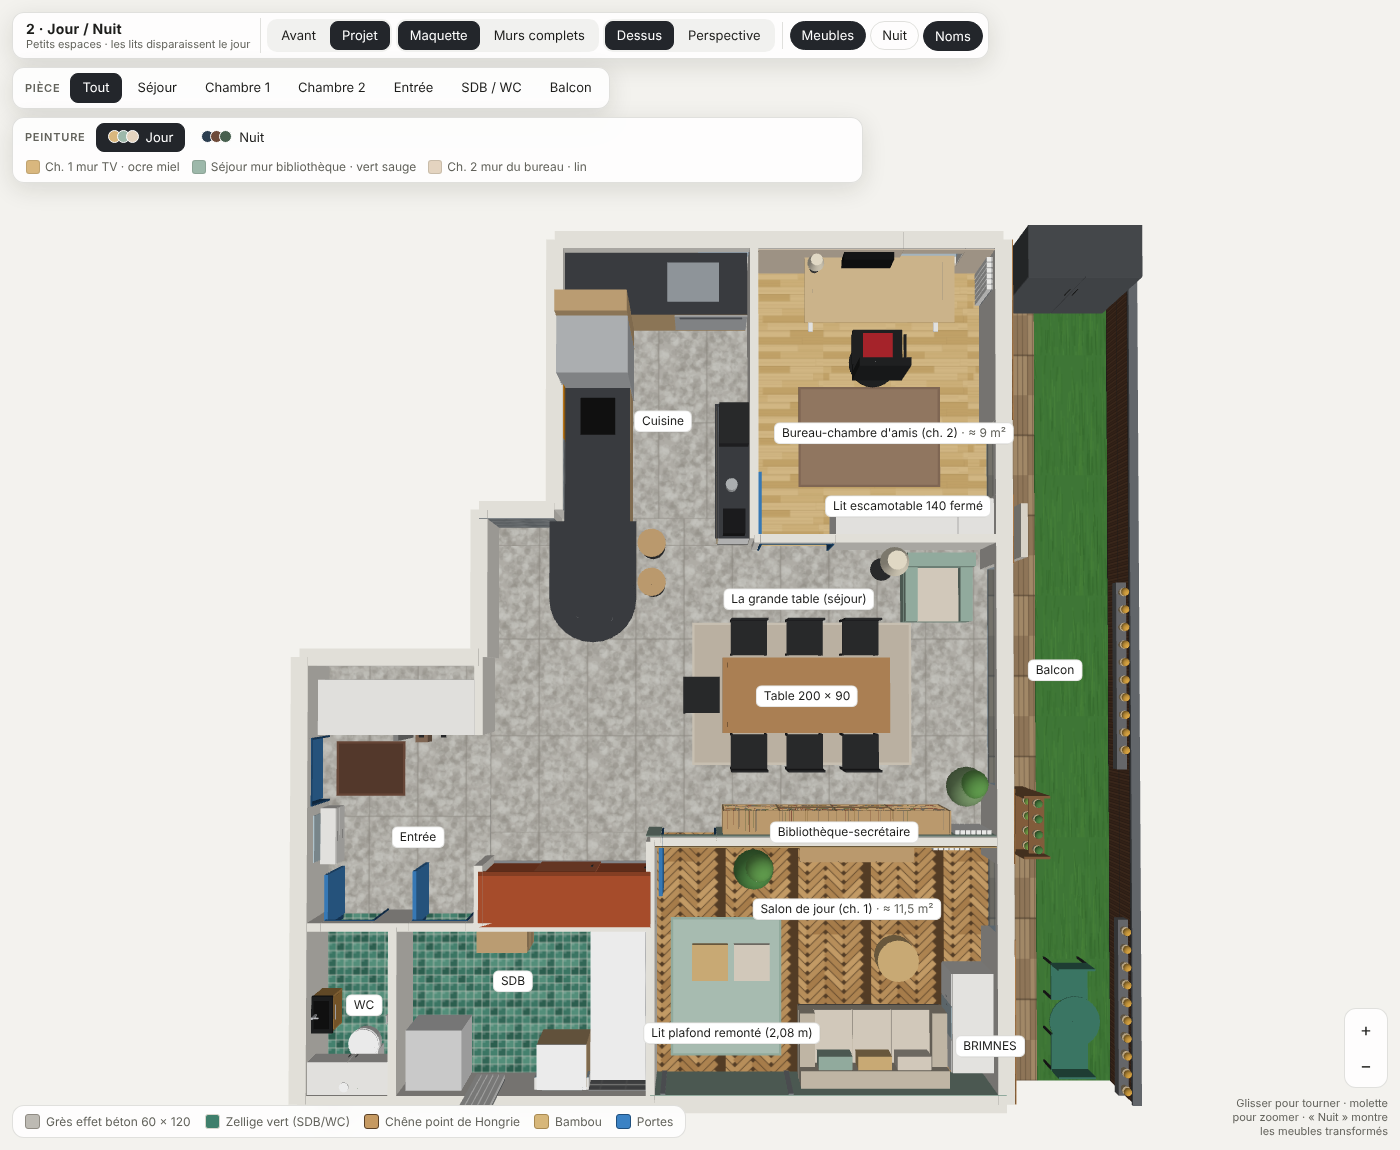 2 · Jour / Nuit
Petits espaces · les lits disparaissent le jour
Avant Projet Maquette Murs complets Dessus Perspective Meubles Nuit Noms
PIÈCE Tout Séjour Chambre 1 Chambre 2 Entrée SDB / WC Balcon
PEINTURE Jour Nuit
Ch. 1 mur TV · ocre miel Séjour mur bibliothèque · vert sauge Ch. 2 mur du bureau · lin
Cuisine
Bureau-chambre d'amis (ch. 2) · ≈ 9 m²
Lit escamotable 140 fermé
La grande table (séjour)
Balcon
Table 200 × 90
Bibliothèque-secrétaire
Entrée
Salon de jour (ch. 1) · ≈ 11,5 m²
SDB
WC
Lit plafond remonté (2,08 m)
BRIMNES
+
−
Glisser pour tourner · molette
pour zoomer · « Nuit » montre
les meubles transformés
Grès effet béton 60 × 120 Zellige vert (SDB/WC) Chêne point de Hongrie Bambou Portes